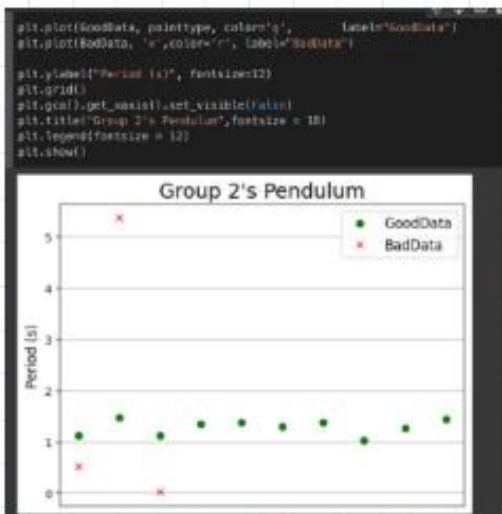 plt.plot(GoodData, pointtype, color='g', label="GoodData")
plt.plot(BadData, 'x',color='r', label="BadData")
plt.ylabel("Period (s)", fontsize=12)
plt.grid()
plt.gca().get_xaxis().set_visible(False)
plt.title("Group 2's Pendulum",fontsize = 18)
plt.legend(fontsize = 12)
plt.show()
Group 2's Pendulum
GoodData
BadData
Period (s)
5
4
3
2
1
0